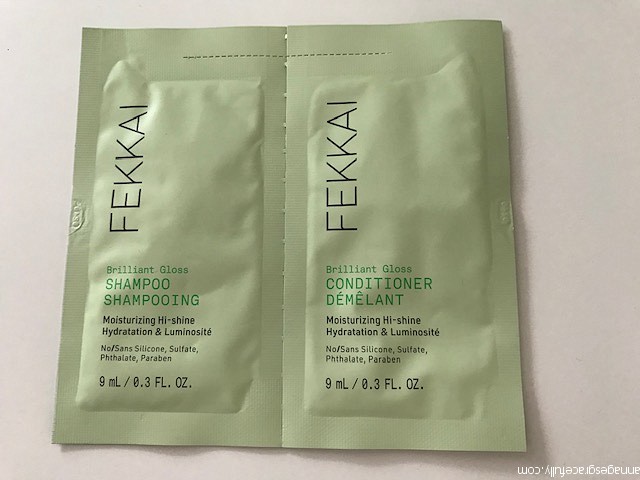 FEKKAI
Brilliant Gloss
SHAMPOO
SHAMPOOING
Moisturizing Hi-shine
Hydratation & Luminosité
No/Sans Silicone, Sulfate,
Phthalate, Paraben
9 mL / 0.3 FL. OZ.
FEKKAI
Brilliant Gloss
CONDITIONER
DÉMÊLANT
Moisturizing Hi-shine
Hydratation & Luminosité
No/Sans Silicone, Sulfate,
Phthalate, Paraben
9 mL / 0.3 FL. OZ.
annagesgracefully.com